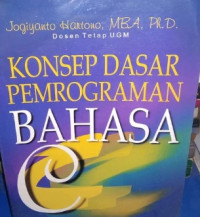 Jogiyanto Hartono, MBA, Ph.D.
Dosen Tetap UGM
KONSEP DASAR
PEMROGRAMAN
BAHASA
C